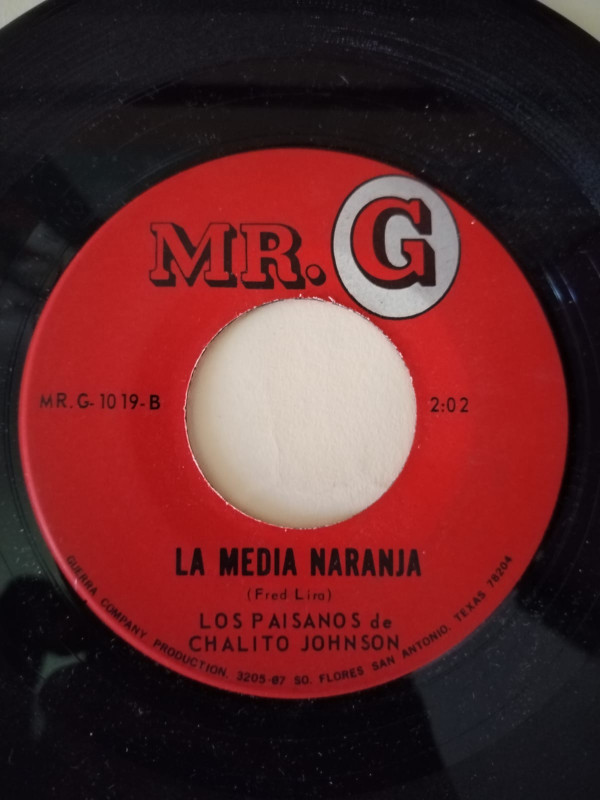 MR. G
MR. G-1019-B
2:02
LA MEDIA NARANJA
(Fred Lira)
LOS PAISANOS de
CHALITO JOHNSON
GUERRA COMPANY PRODUCTION. 3205-07 SO. FLORES SAN ANTONIO, TEXAS 78204